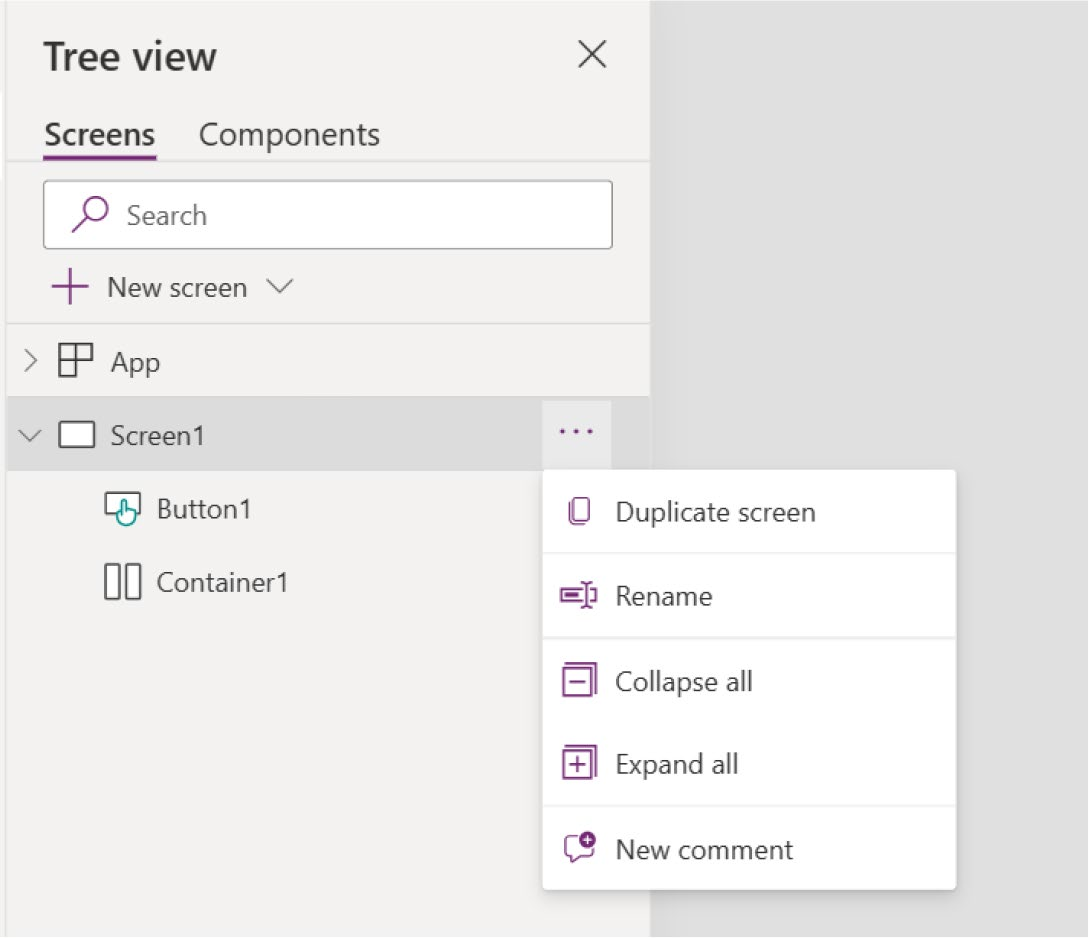 Tree view
Screens Components
Search
New screen
App
Screen1
Button1
Container1
Duplicate screen
Rename
Collapse all
Expand all
New comment